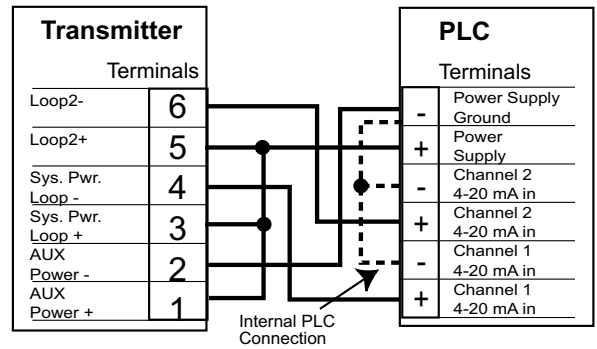 Transmitter
Terminals
Loop2-
6
Loop2+
5
Sys. Pwr.
Loop -
4
Sys. Pwr.
Loop +
3
AUX
Power -
2
AUX
Power +
1
PLC
Terminals
-
Power Supply
Ground
+
Power
Supply
-
Channel 2
4-20 mA in
+
Channel 2
4-20 mA in
-
Channel 1
4-20 mA in
+
Channel 1
4-20 mA in
Internal PLC
Connection